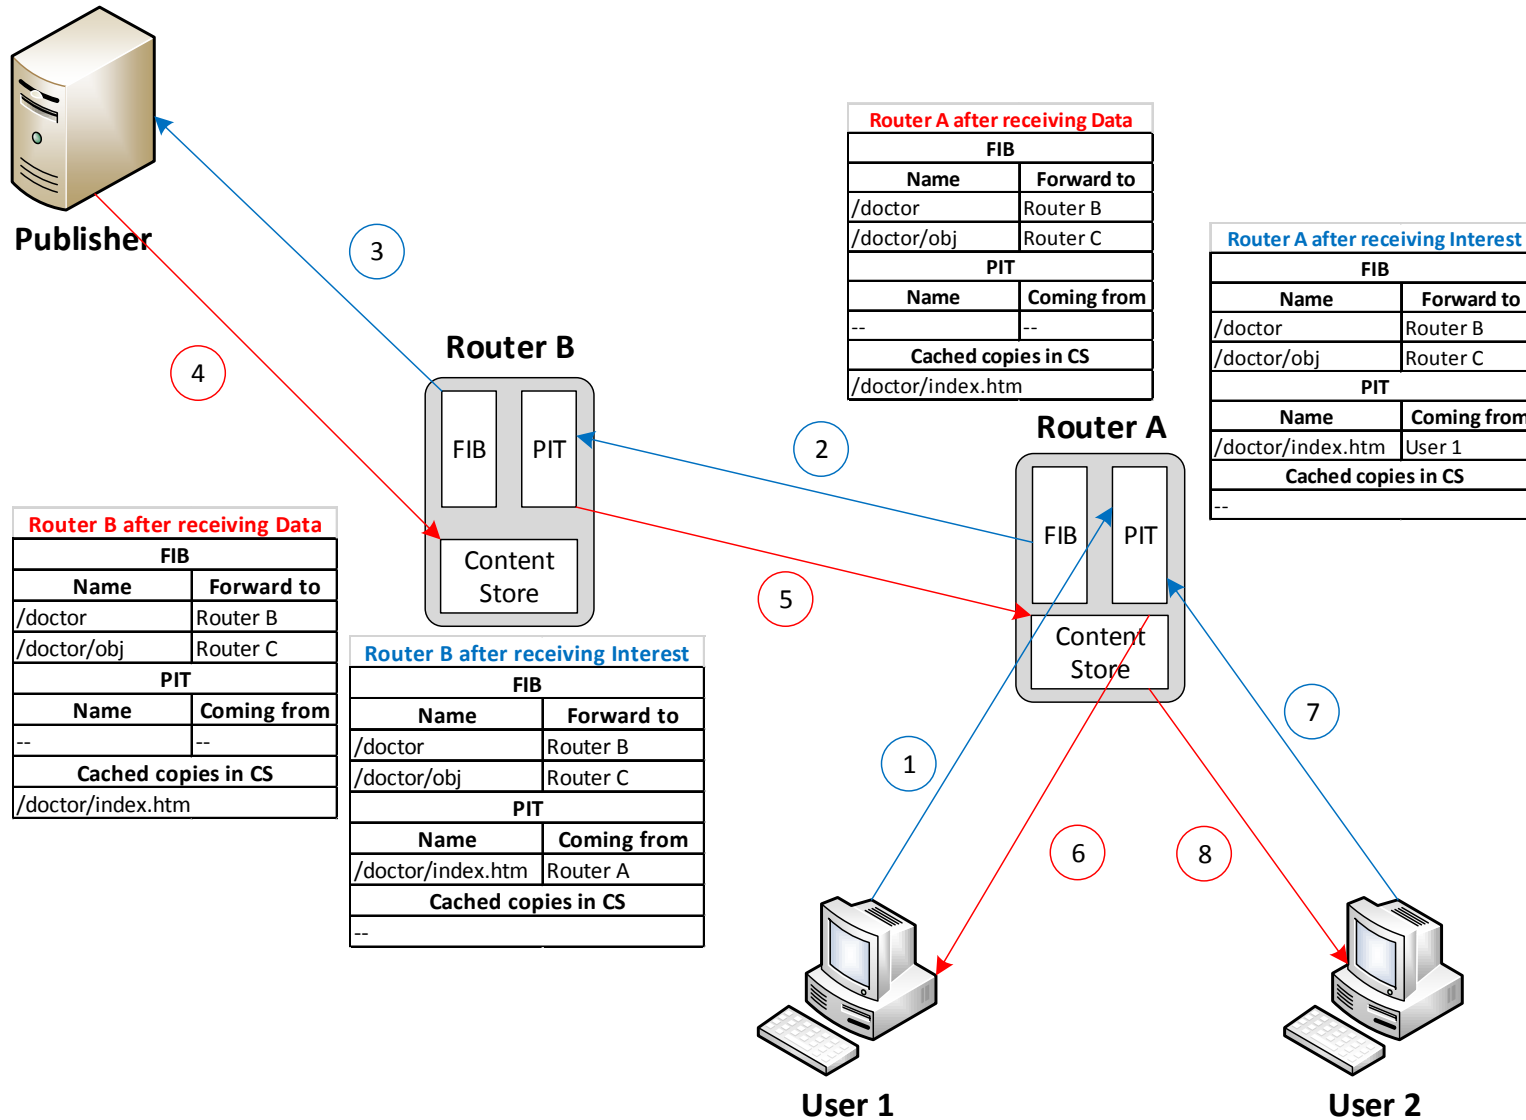 Publisher
3
4
Router B
FIB
PIT
Content
Store
2
5
Router A after receiving Data
FIB
Name Forward to
/doctor Router B
/doctor/obj Router C
PIT
Name Coming from
-- --
Cached copies in CS
/doctor/index.htm
Router A after receiving Interest
FIB
Name Forward to
/doctor Router B
/doctor/obj Router C
PIT
Name Coming from
/doctor/index.htm User 1
Cached copies in CS
--
Router A
FIB
PIT
Content
Store
Router B after receiving Data
FIB
Name Forward to
/doctor Router B
/doctor/obj Router C
PIT
Name Coming from
-- --
Cached copies in CS
/doctor/index.htm
Router B after receiving Interest
FIB
Name Forward to
/doctor Router B
/doctor/obj Router C
PIT
Name Coming from
/doctor/index.htm Router A
Cached copies in CS
--
1
6
8
7
User 1
User 2